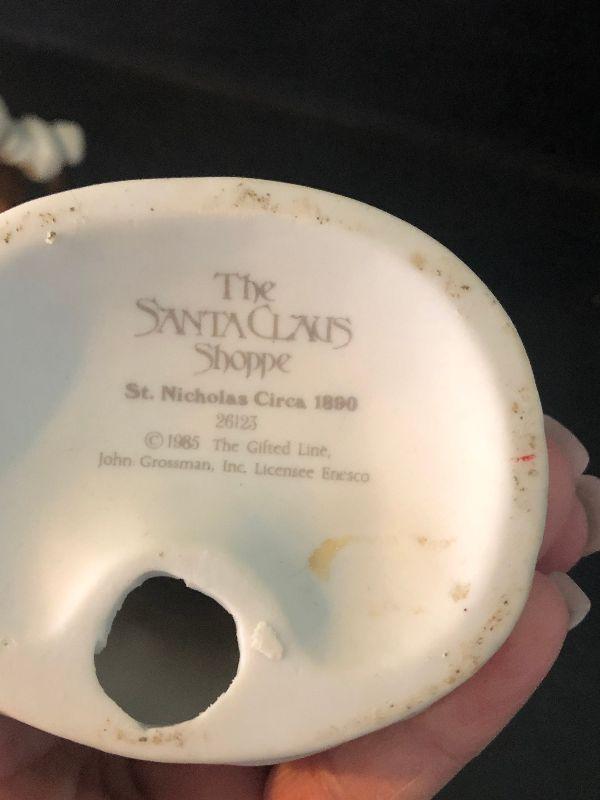 The
SANTA CLAUS
Shoppe
St. Nicholas Circa 1890
26123
© 1985 The Gifted Line,
John Grossman, Inc. Licensee Enesco